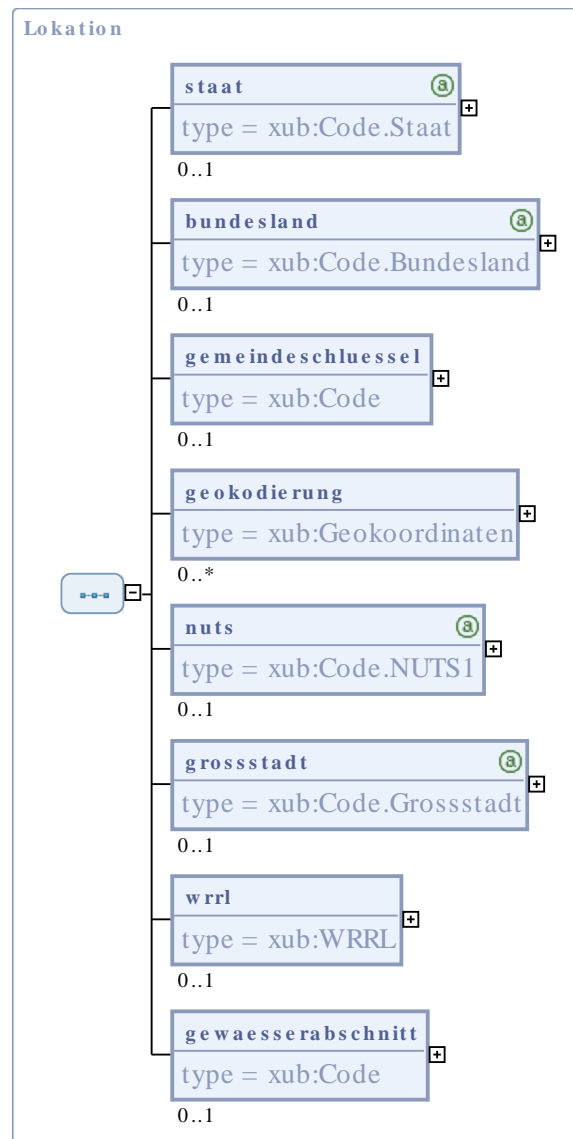 Lokation
staat
type = xub:Code.Staat
0..1
bundesland
type = xub:Code.Bundesland
0..1
gemeindeschluessel
type = xub:Code
0..1
geokodierung
type = xub:Geokoordinaten
0..*
nuts
type = xub:Code.NUTS1
0..1
grossstadt
type = xub:Code.Grossstadt
0..1
wrrl
type = xub:WRRL
0..1
gewaesserabschnitt
type = xub:Code
0..1